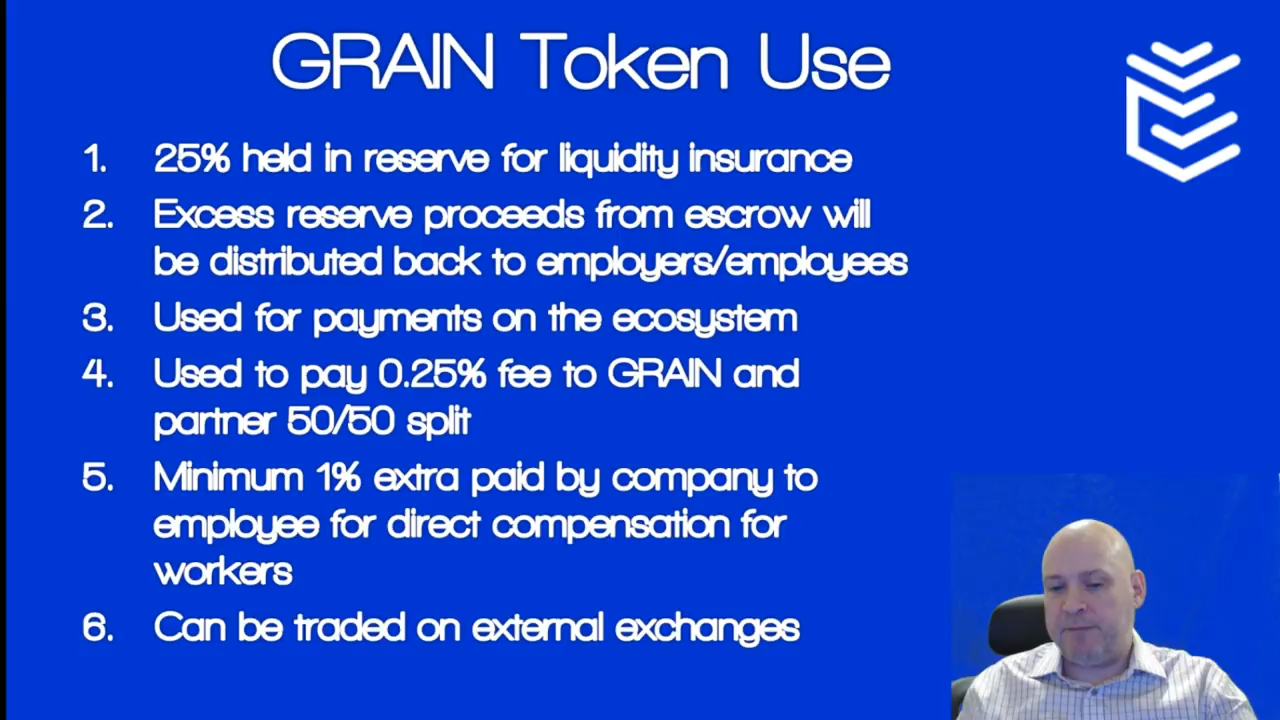 GRAIN Token Use
1. 25% held in reserve for liquidity insurance
2. Excess reserve proceeds from escrow will
be distributed back to employers/employees
3. Used for payments on the ecosystem
4. Used to pay 0.25% fee to GRAIN and
partner 50/50 split
5. Minimum 1% extra paid by company to
employee for direct compensation for
workers
6. Can be traded on external exchanges